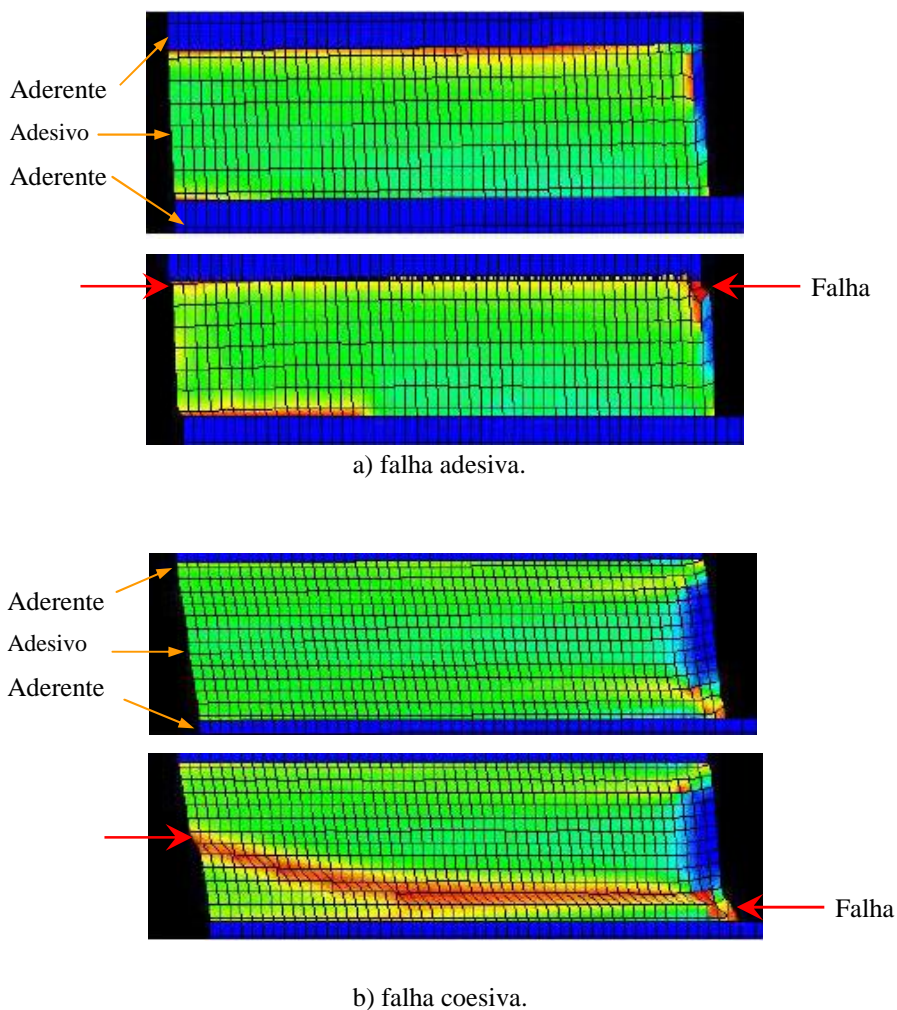 Aderente
Adesivo
Aderente
Falha
a) falha adesiva.
Aderente
Adesivo
Aderente
Falha
b) falha coesiva.